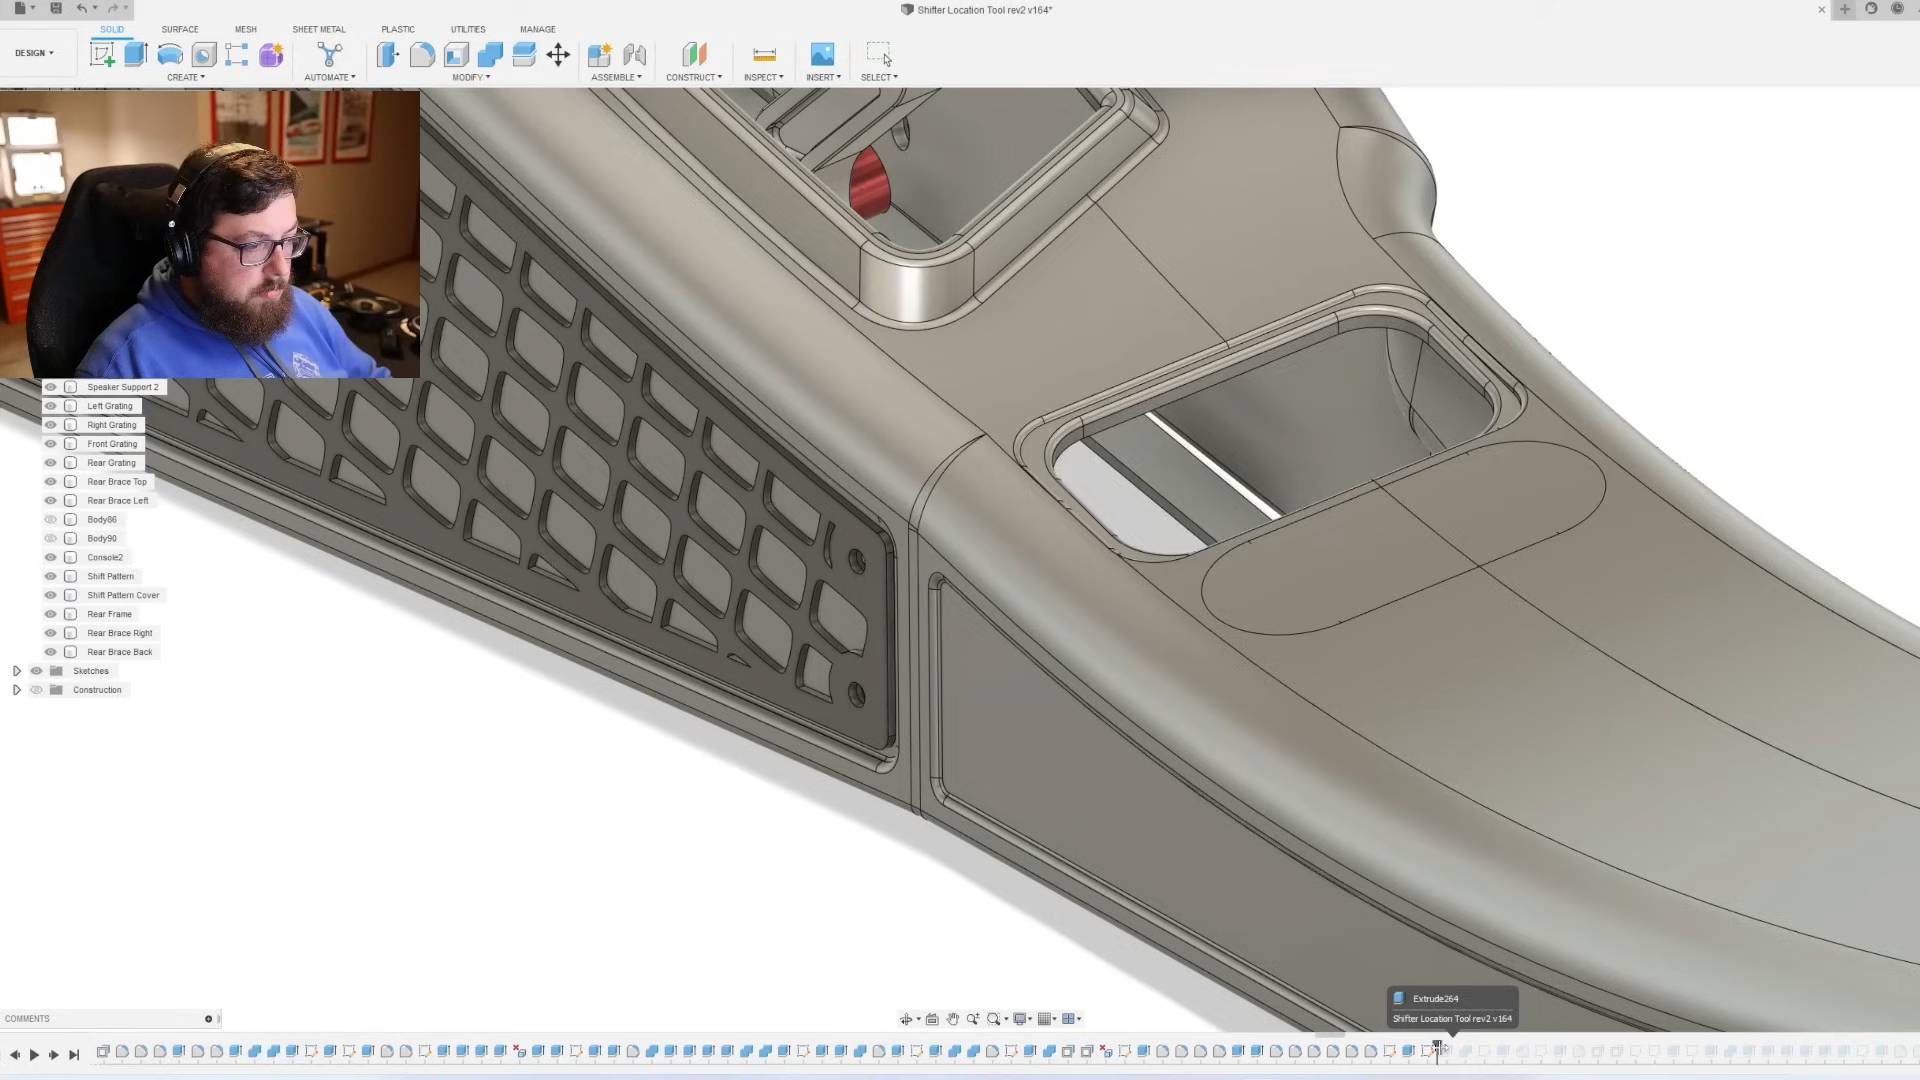 Shifter Location Tool rev2 v164*
SOLID
SURFACE
MESH
SHEET METAL
PLASTIC
UTILITIES
MANAGE
DESIGN
CREATE
AUTOMATE
MODIFY
ASSEMBLE
CONSTRUCT
INSPECT
INSERT
SELECT
Speaker Support 2
Left Grating
Right Grating
Front Grating
Rear Grating
Rear Brace Top
Rear Brace Left
Body86
Body90
Console2
Shift Pattern
Shift Pattern Cover
Rear Frame
Rear Brace Right
Rear Brace Back
Sketches
Construction
Extrude264
Shifter Location Tool rev2 v164
COMMENTS